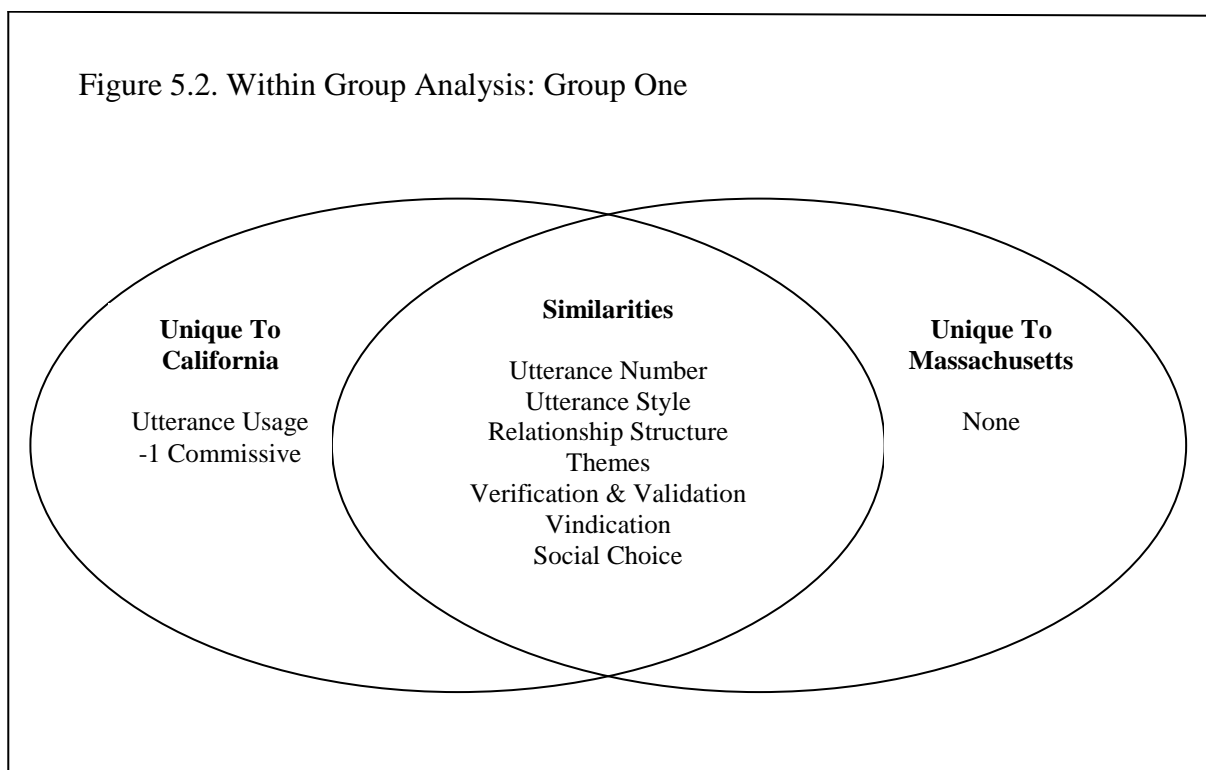 Figure 5.2. Within Group Analysis: Group One
Unique To
California
Utterance Usage
-1 Commissive
Similarities
Utterance Number
Utterance Style
Relationship Structure
Themes
Verification & Validation
Vindication
Social Choice
Unique To
Massachusetts
None